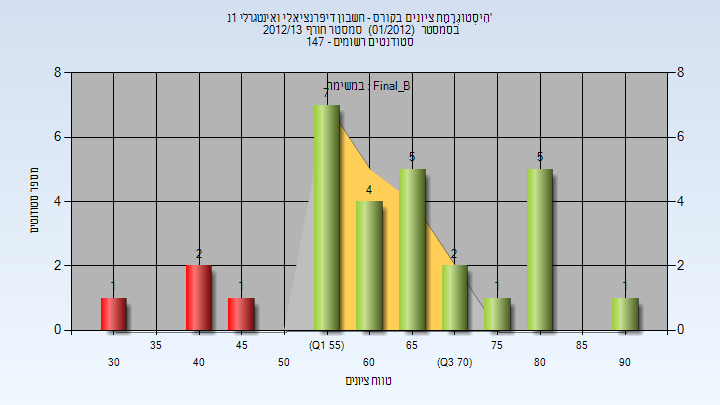 היסטוגרמת ציונים בקורס - חשבון דיפרנציאלי ואינטגרלי 1נ'
בסמסטר (01/2012) סמסטר חורף 2012/13
סטודנטים רשומים - 147
במשימה : Final_B
8 8
7
6 6
5 5
4
4 4
מספר סטודנטים
2 2
2 2
1 1 1 1
0 0
35 45 (Q1 55) 65 75 85
30 40 50 60 (Q3 70) 80 90
טווח ציונים